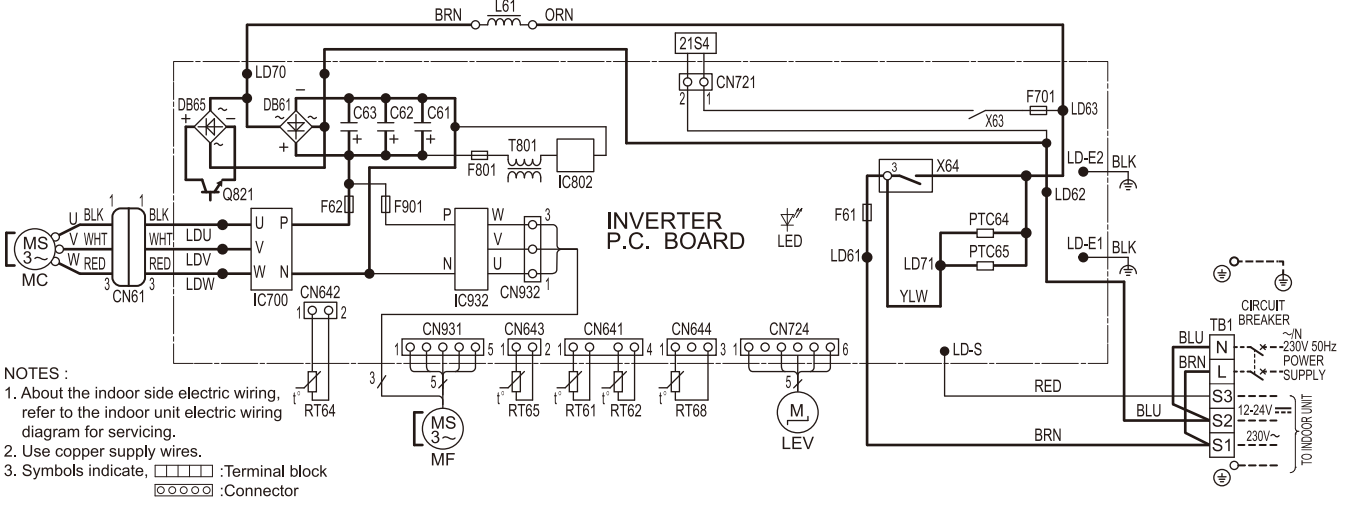 BRN L61 ORN
21S4
LD70
CN721
2 1
DB65 ~ DB61 ~ −
C63 C62 C61
F701
LD63
X63
+ ~ − ~ ~
+ + + +
T801
F801
IC802
Q821
LD-E2 BLK
3 X64
LD62
F62 F901
U P
V
W N
IC700
P W
V
N U
IC932
3
1
CN932
INVERTER
P.C. BOARD
LED
F61
PTC64
PTC65
LD61
LD71
YLW
LD-E1 BLK
1 1
U BLK BLK LDU
V WHT WHT LDV
W RED RED LDW
3 3
MS
3~
MC
CN61
CN642
1 2
CN931
1 5
CN643
1 2
CN641
1 4
CN644
1 3
CN724
1 6
LD-S
CIRCUIT
BREAKER
TB1
~/N
230V 50Hz
POWER
SUPPLY
BLU N
BRN L
RED S3
BLU S2 12-24V
BRN S1 230V~
TO INDOOR UNIT
t° RT64
3
5
MS
3~
MF
t° RT65
t° RT61
t° RT62
t° RT68
5
M
LEV
NOTES :
1. About the indoor side electric wiring,
refer to the indoor unit electric wiring
diagram for servicing.
2. Use copper supply wires.
3. Symbols indicate, :Terminal block
:Connector